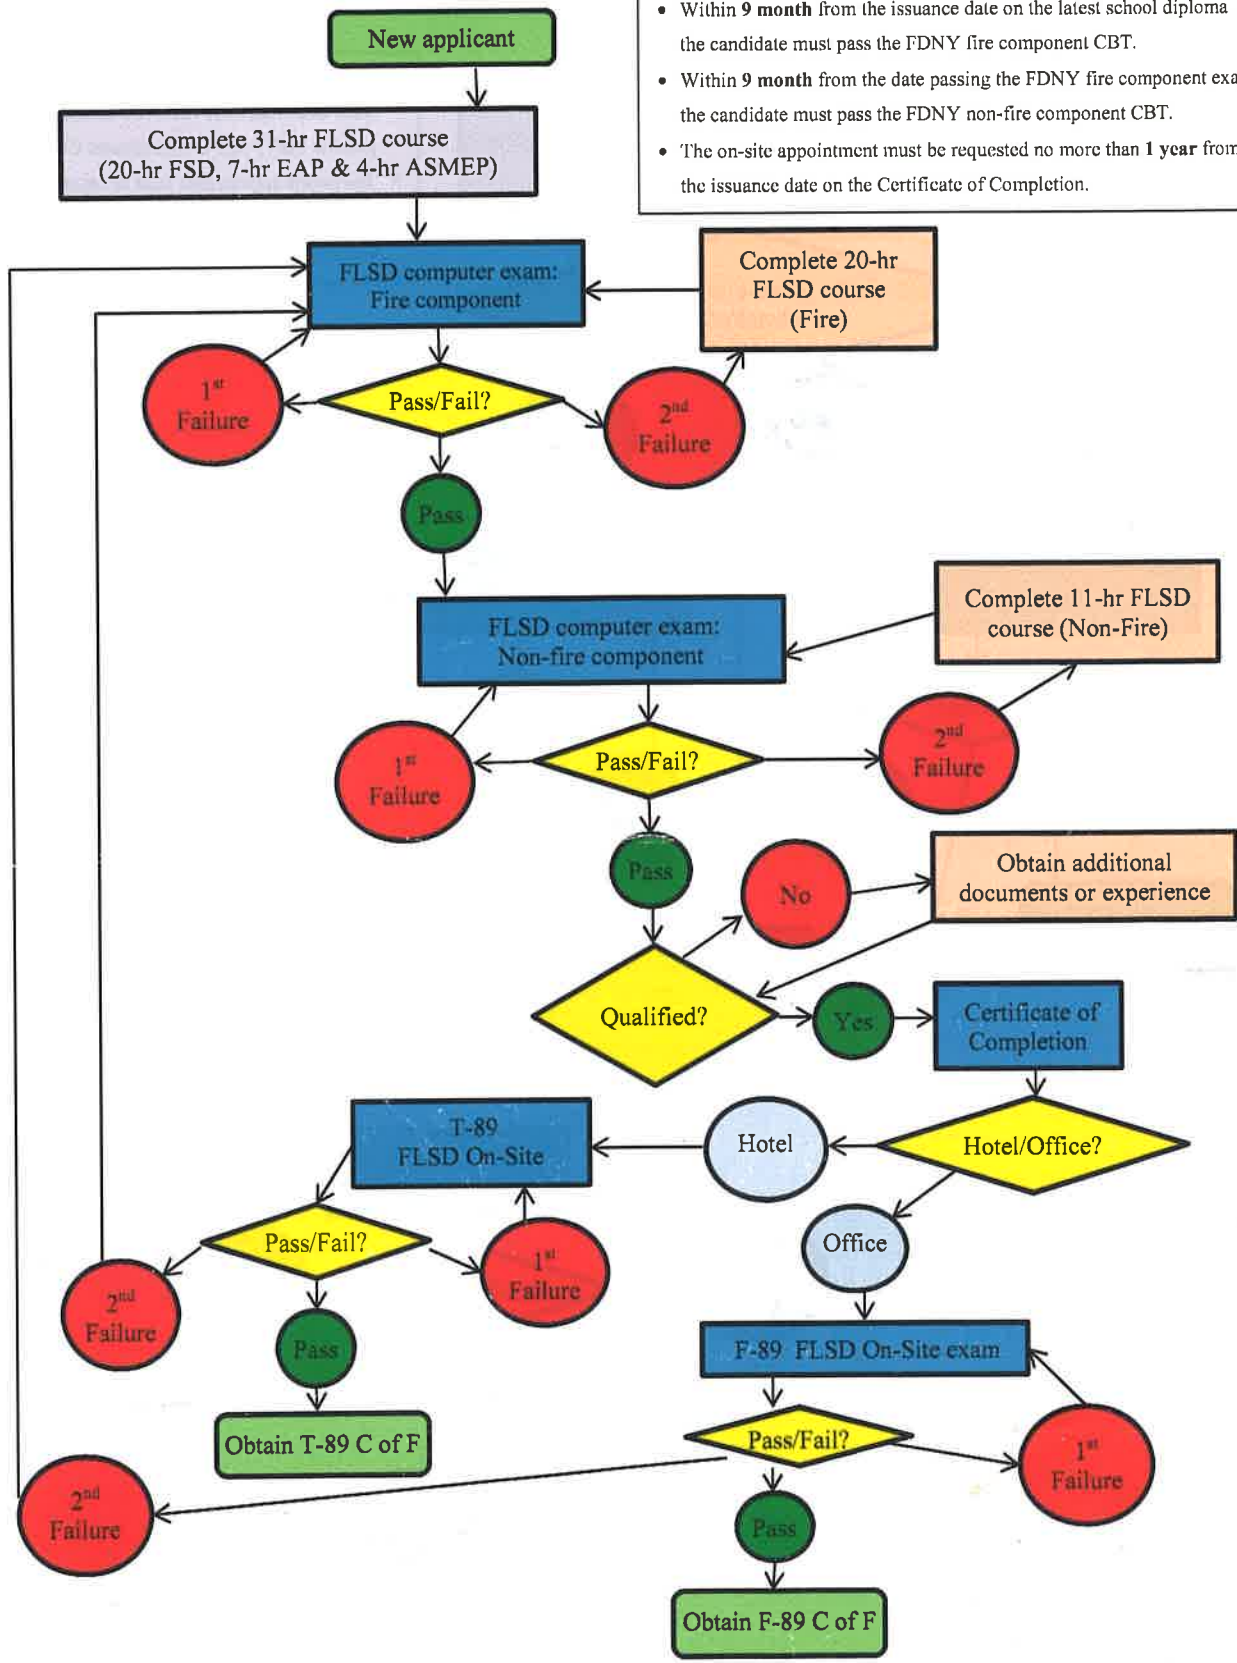 • Within 9 month from the issuance date on the latest school diploma
the candidate must pass the FDNY fire component CBT.
• Within 9 month from the date passing the FDNY fire component exa
the candidate must pass the FDNY non-fire component CBT.
• The on-site appointment must be requested no more than 1 year from
the issuance date on the Certificate of Completion.
New applicant
Complete 31-hr FLSD course
(20-hr FSD, 7-hr EAP & 4-hr ASMEP)
FLSD computer exam:
Fire component
Complete 20-hr
FLSD course
(Fire)
1st
Failure
Pass/Fail?
2nd
Failure
Pass
FLSD computer exam:
Non-fire component
Complete 11-hr FLSD
course (Non-Fire)
1st
Failure
Pass/Fail?
2nd
Failure
Pass
No
Obtain additional
documents or experience
Qualified?
Yes
Certificate of
Completion
T-89
FLSD On-Site
Hotel
Hotel/Office?
Office
Pass/Fail?
1st
Failure
2nd
Failure
Pass
F-89 FLSD On-Site exam
Obtain T-89 C of F
Pass/Fail?
1st
Failure
2nd
Failure
Pass
Obtain F-89 C of F